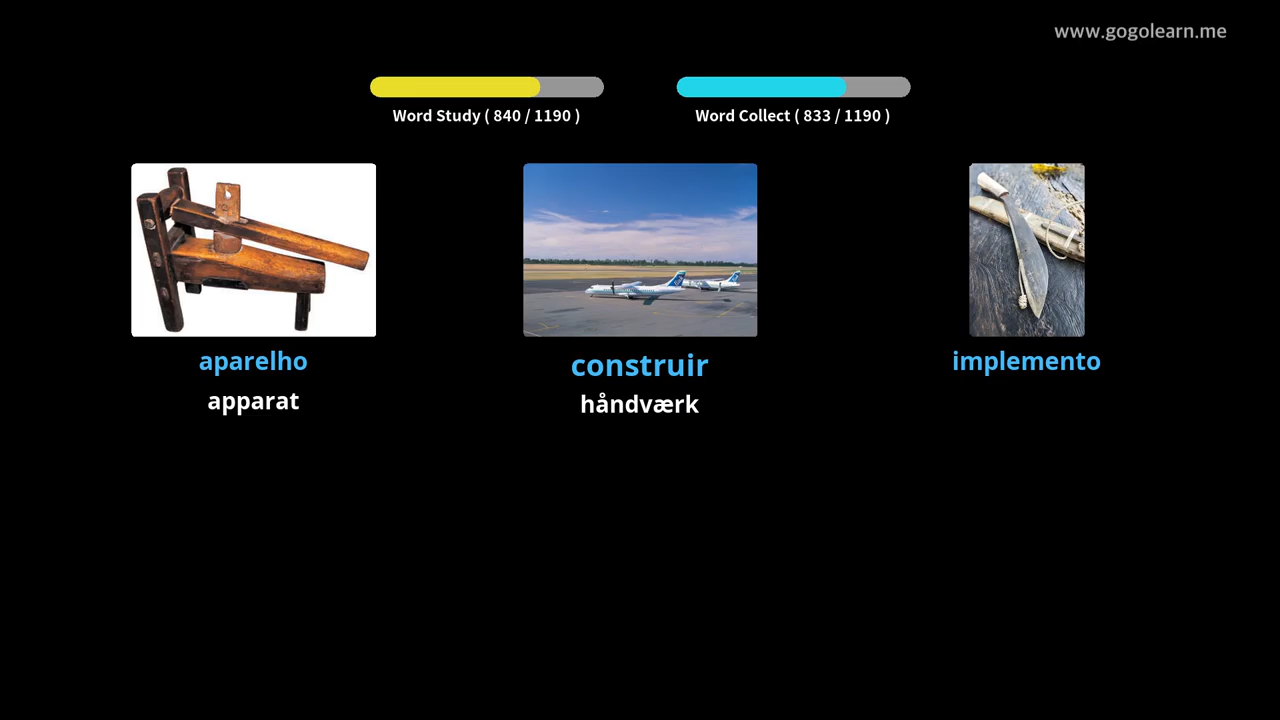 www.gogolearn.me
Word Study ( 840 / 1190 )
Word Collect ( 833 / 1190 )
aparelho
construir
implemento
apparat
håndværk